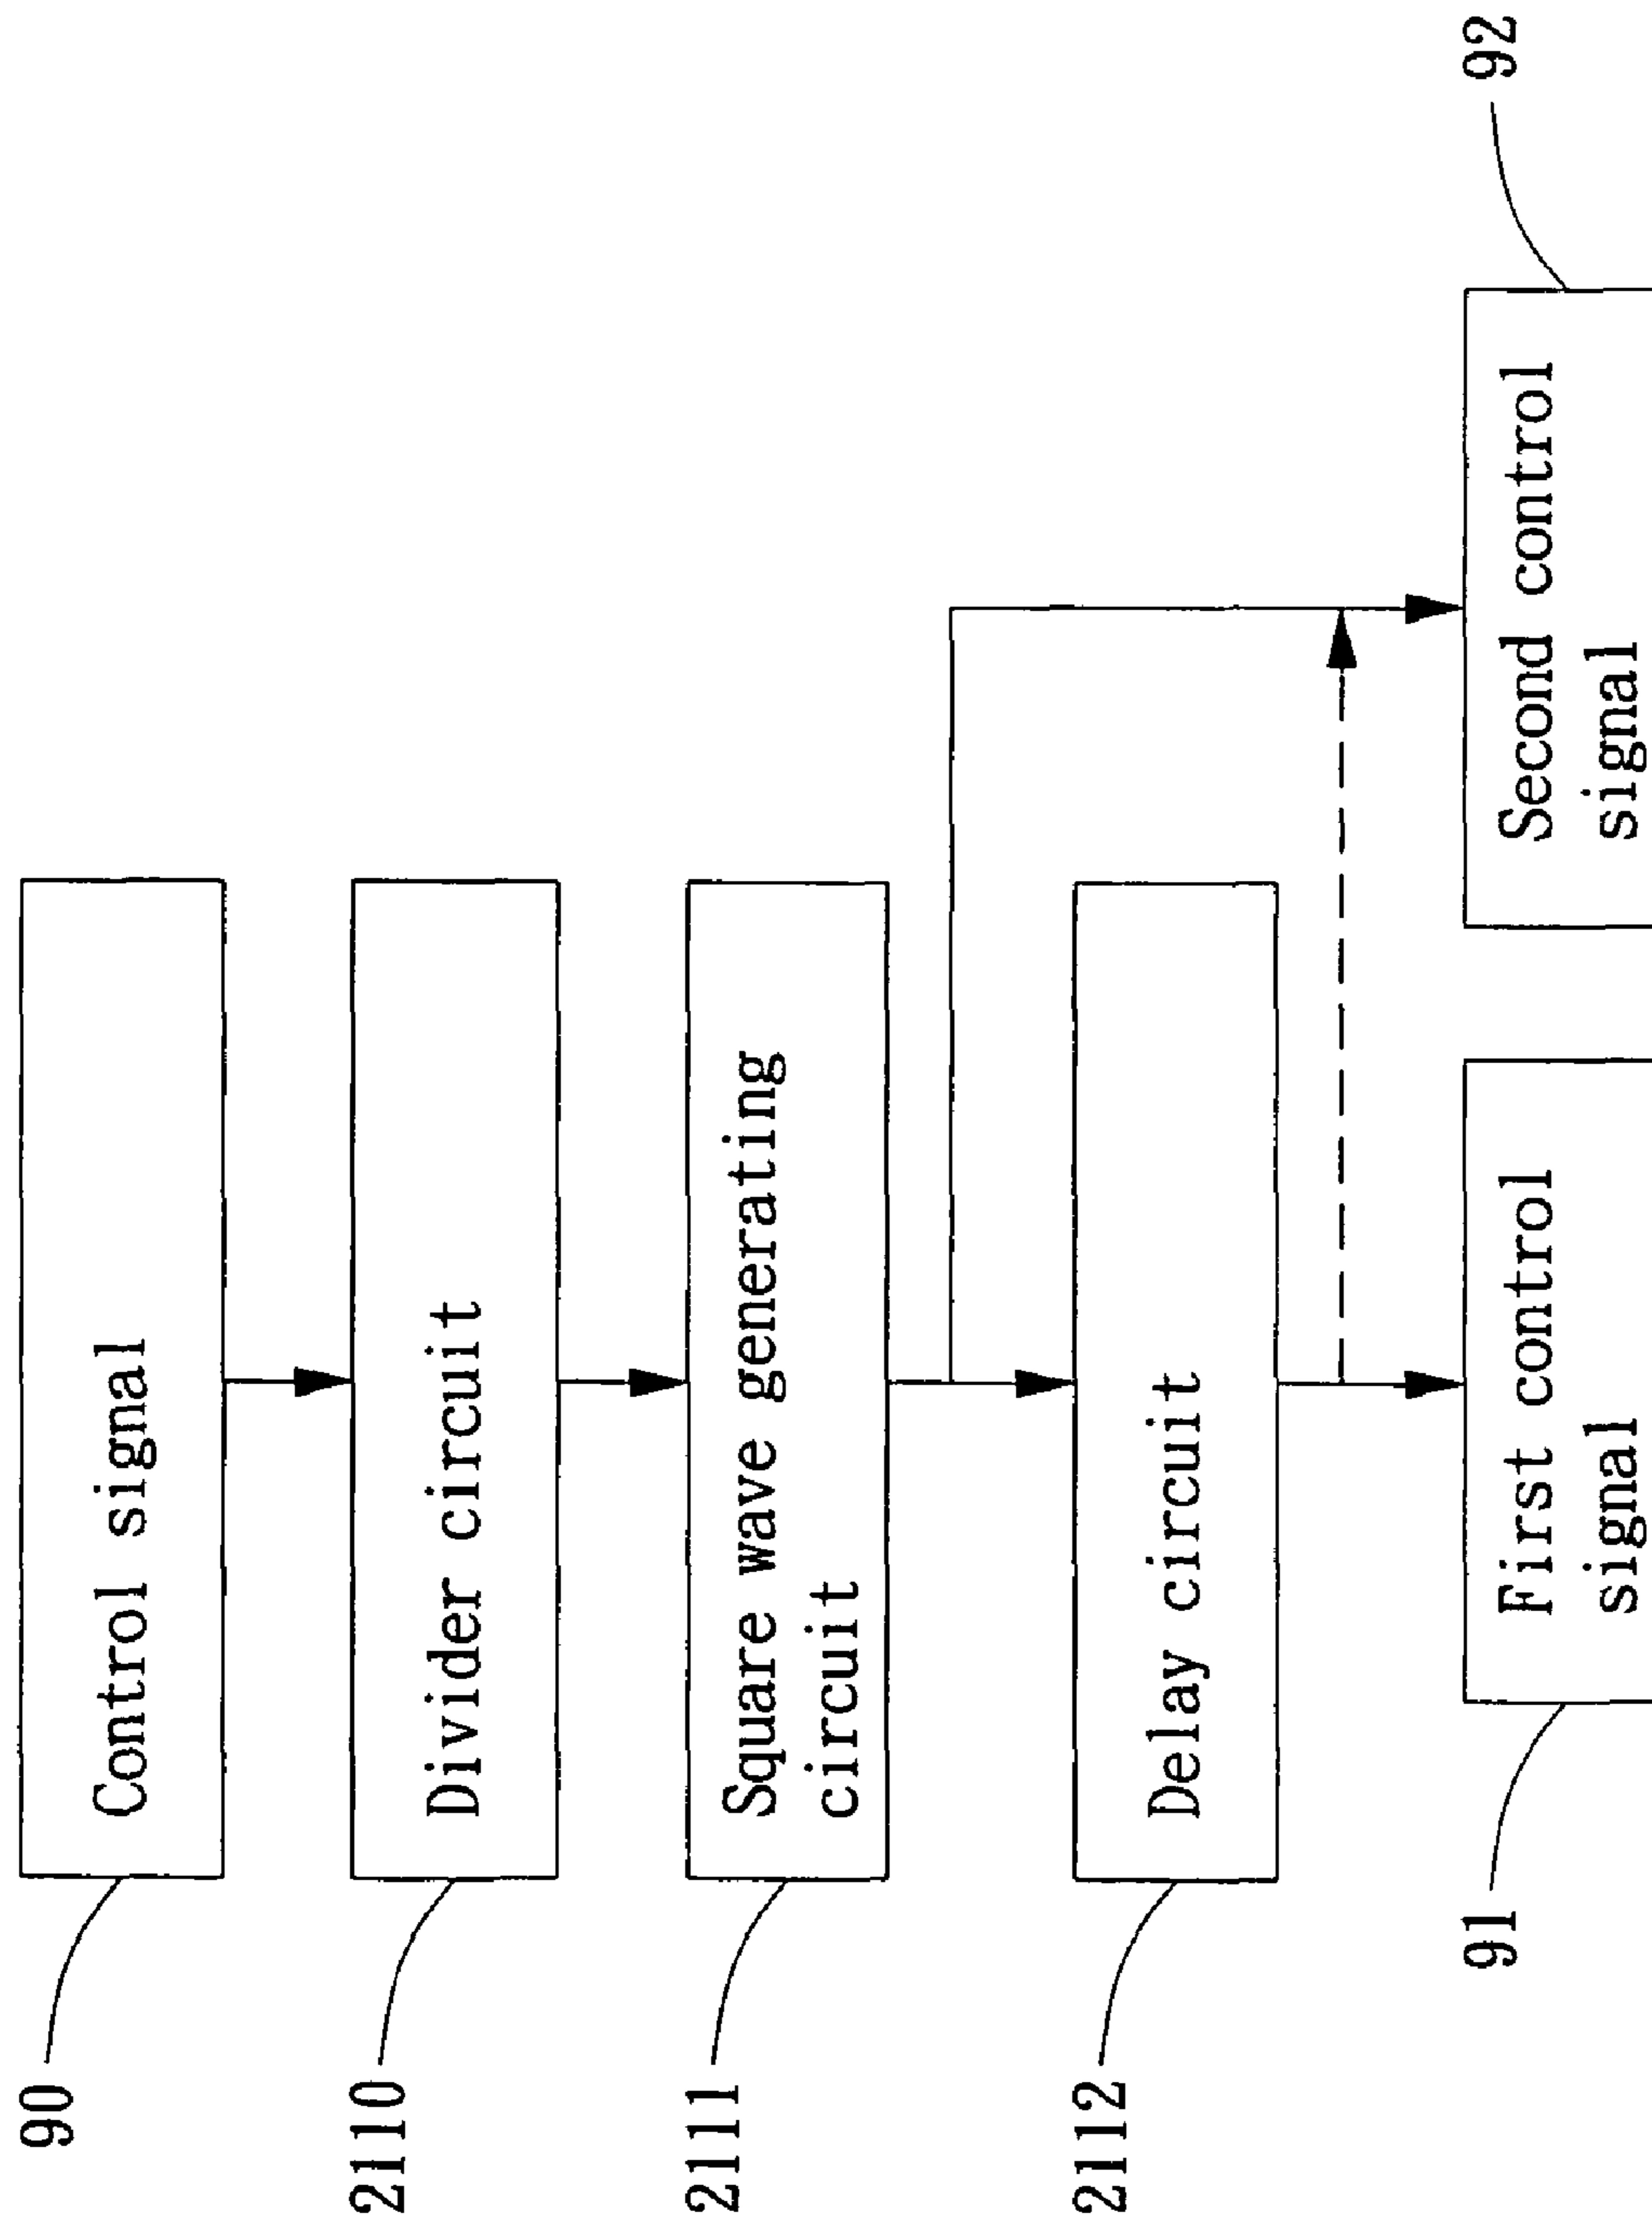 90
Control signal
2110
Divider circuit
2111
Square wave generating
circuit
2112
Delay circuit
91
First control
signal
92
Second control
signal